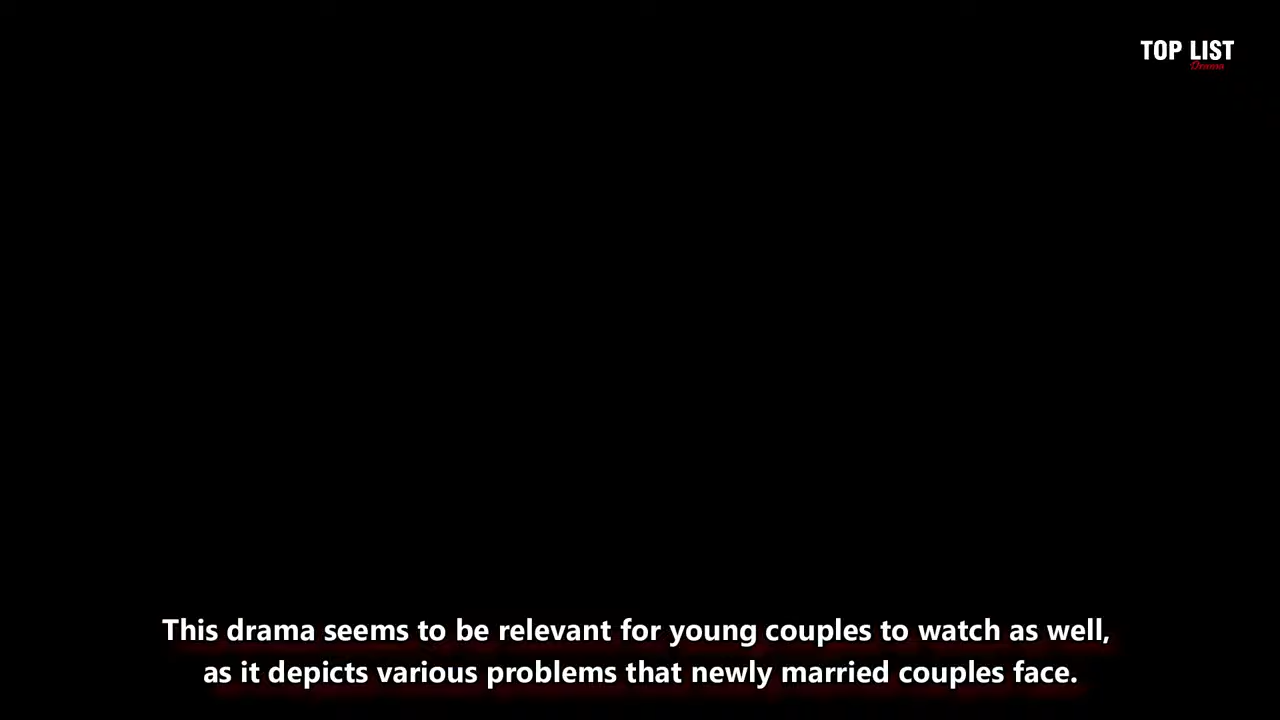 TOP LIST
Drama
This drama seems to be relevant for young couples to watch as well,
as it depicts various problems that newly married couples face.